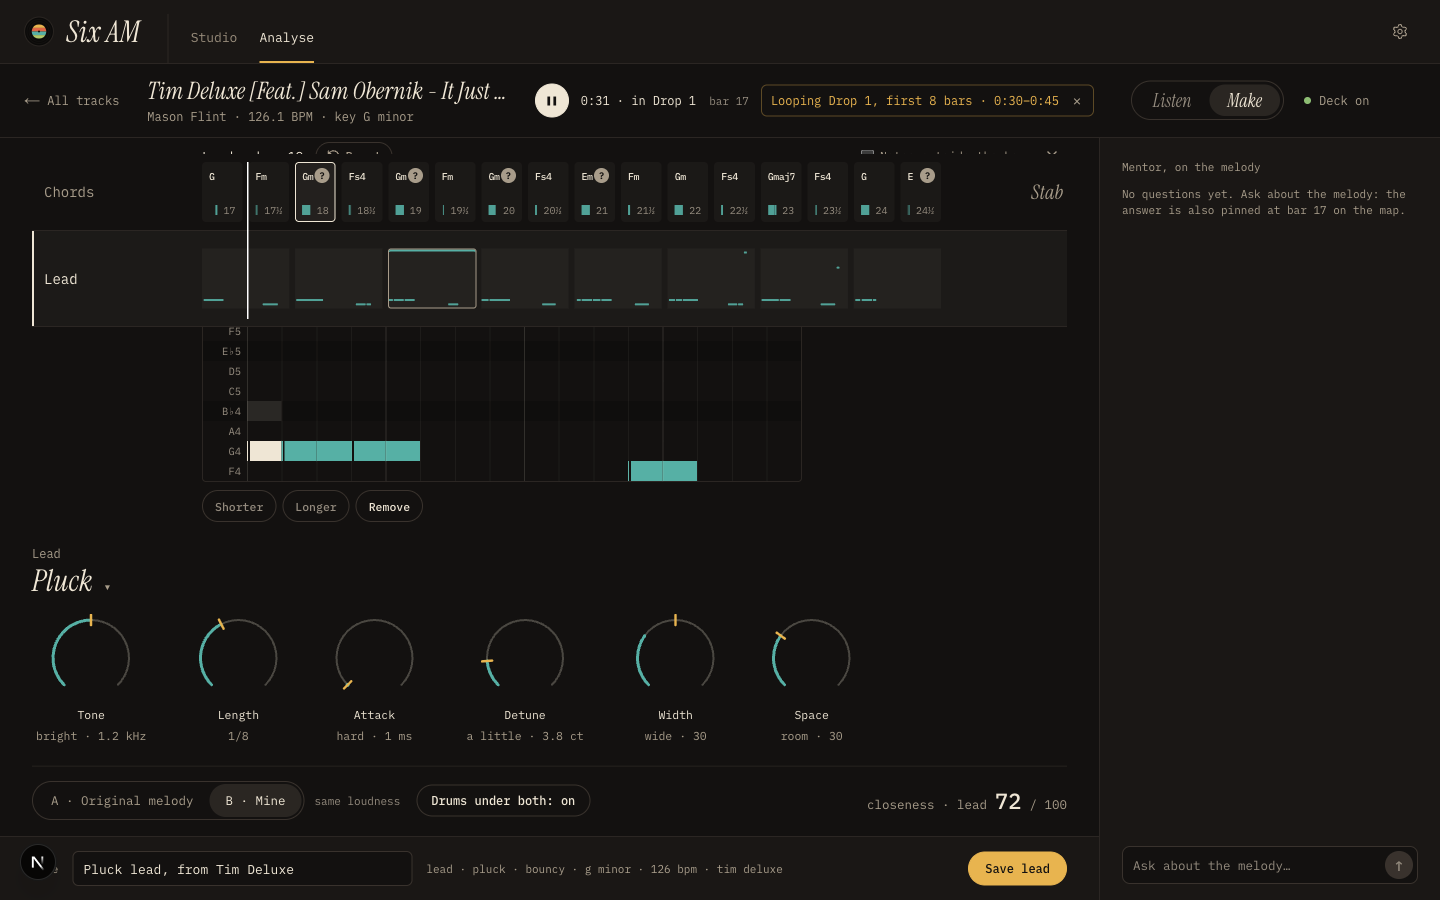 Six AM
Studio
Analyse
← All tracks
Tim Deluxe [Feat.] Sam Obernik - It Just ...
Mason Flint · 126.1 BPM · key G minor
0:31 · in Drop 1
bar 17
Looping Drop 1, first 8 bars · 0:30–0:45 ×
Listen
Make
Deck on
Chords
G 17
Fm 17½
Gm ? 18
Fs4 18½
Gm ? 19
Fm 19½
Gm ? 20
Fs4 20½
Em ? 21
Fm 21½
Gm 22
Fs4 22½
Gmaj7 23
Fs4 23½
G 24
E ? 24½
Stab
Lead
F5
E♭5
D5
C5
B♭4
A4
G4
F4
Shorter
Longer
Remove
Lead
Pluck ▾
Tone
bright · 1.2 kHz
Length
1/8
Attack
hard · 1 ms
Detune
a little · 3.8 ct
Width
wide · 30
Space
room · 30
A · Original melody
B · Mine
same loudness
Drums under both: on
closeness · lead 72 / 100
N
Pluck lead, from Tim Deluxe
lead · pluck · bouncy · g minor · 126 bpm · tim deluxe
Save lead
Mentor, on the melody
No questions yet. Ask about the melody: the
answer is also pinned at bar 17 on the map.
Ask about the melody…
↑